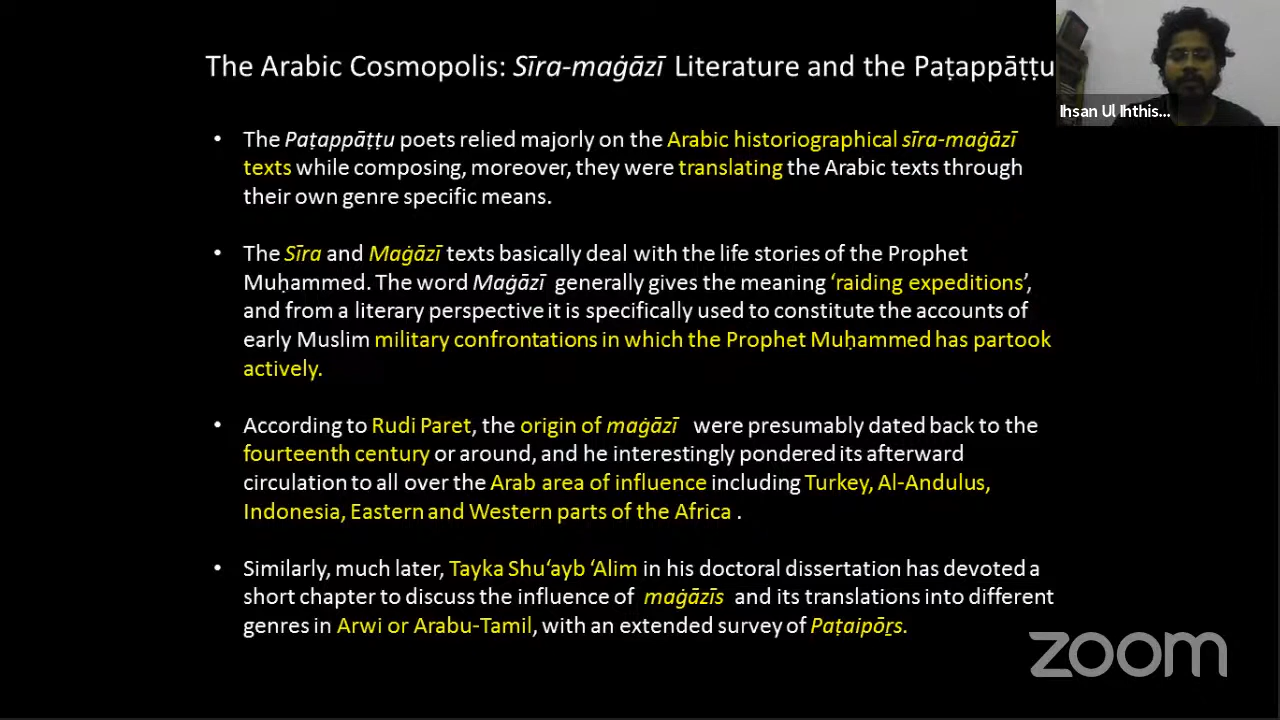 The Arabic Cosmopolis: Sīra-maġāzī Literature and the Paṭappāṭṭu
Ihsan Ul Ihthis...
• The Paṭappāṭṭu poets relied majorly on the Arabic historiographical sīra-maġāzī
texts while composing, moreover, they were translating the Arabic texts through
their own genre specific means.
• The Sīra and Maġāzī texts basically deal with the life stories of the Prophet
Muḥammed. The word Maġāzī generally gives the meaning ‘raiding expeditions’,
and from a literary perspective it is specifically used to constitute the accounts of
early Muslim military confrontations in which the Prophet Muḥammed has partook
actively.
• According to Rudi Paret, the origin of maġāzī were presumably dated back to the
fourteenth century or around, and he interestingly pondered its afterward
circulation to all over the Arab area of influence including Turkey, Al-Andulus,
Indonesia, Eastern and Western parts of the Africa .
• Similarly, much later, Tayka Shu‘ayb ‘Alim in his doctoral dissertation has devoted a
short chapter to discuss the influence of maġāzīs and its translations into different
genres in Arwi or Arabu-Tamil, with an extended survey of Paṭaipōṟs.
zoom